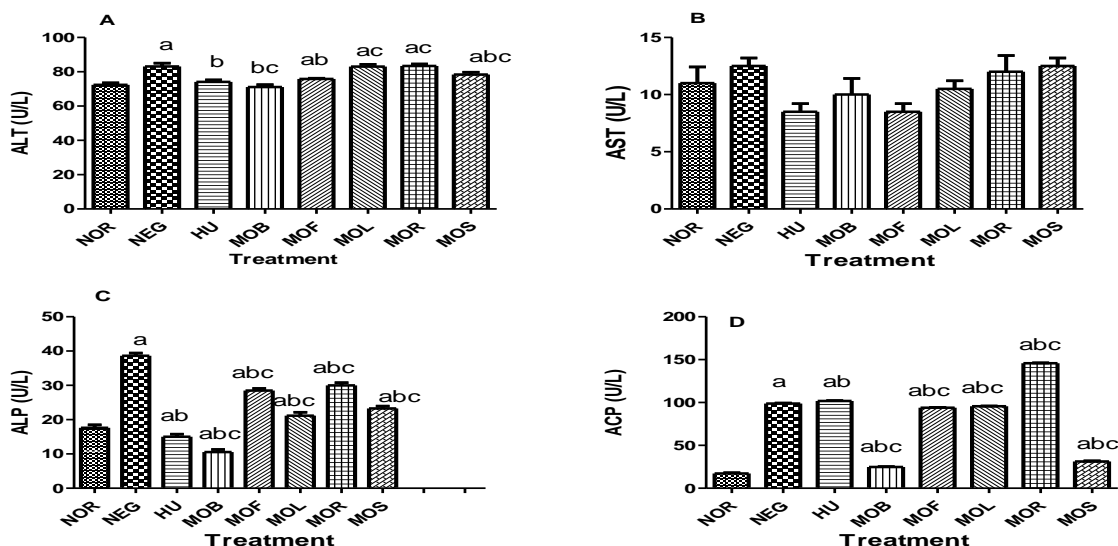 A
ALT (U/L)
100
80
60
40
20
0
a
b
bc
ab
ac
ac
abc
NOR
NEG
HU
MOB
MOF
MOL
MOR
MOS
Treatment
B
AST (U/L)
15
10
5
0
NOR
NEG
HU
MOB
MOF
MOL
MOR
MOS
Treatment
C
ALP (U/L)
50
40
30
20
10
0
a
ab
abc
abc
abc
abc
abc
NOR
NEG
HU
MOB
MOF
MOL
MOR
MOS
Treatment
D
ACP (U/L)
200
150
100
50
0
a
ab
abc
abc
abc
abc
abc
NOR
NEG
HU
MOB
MOF
MOL
MOR
MOS
Treatment